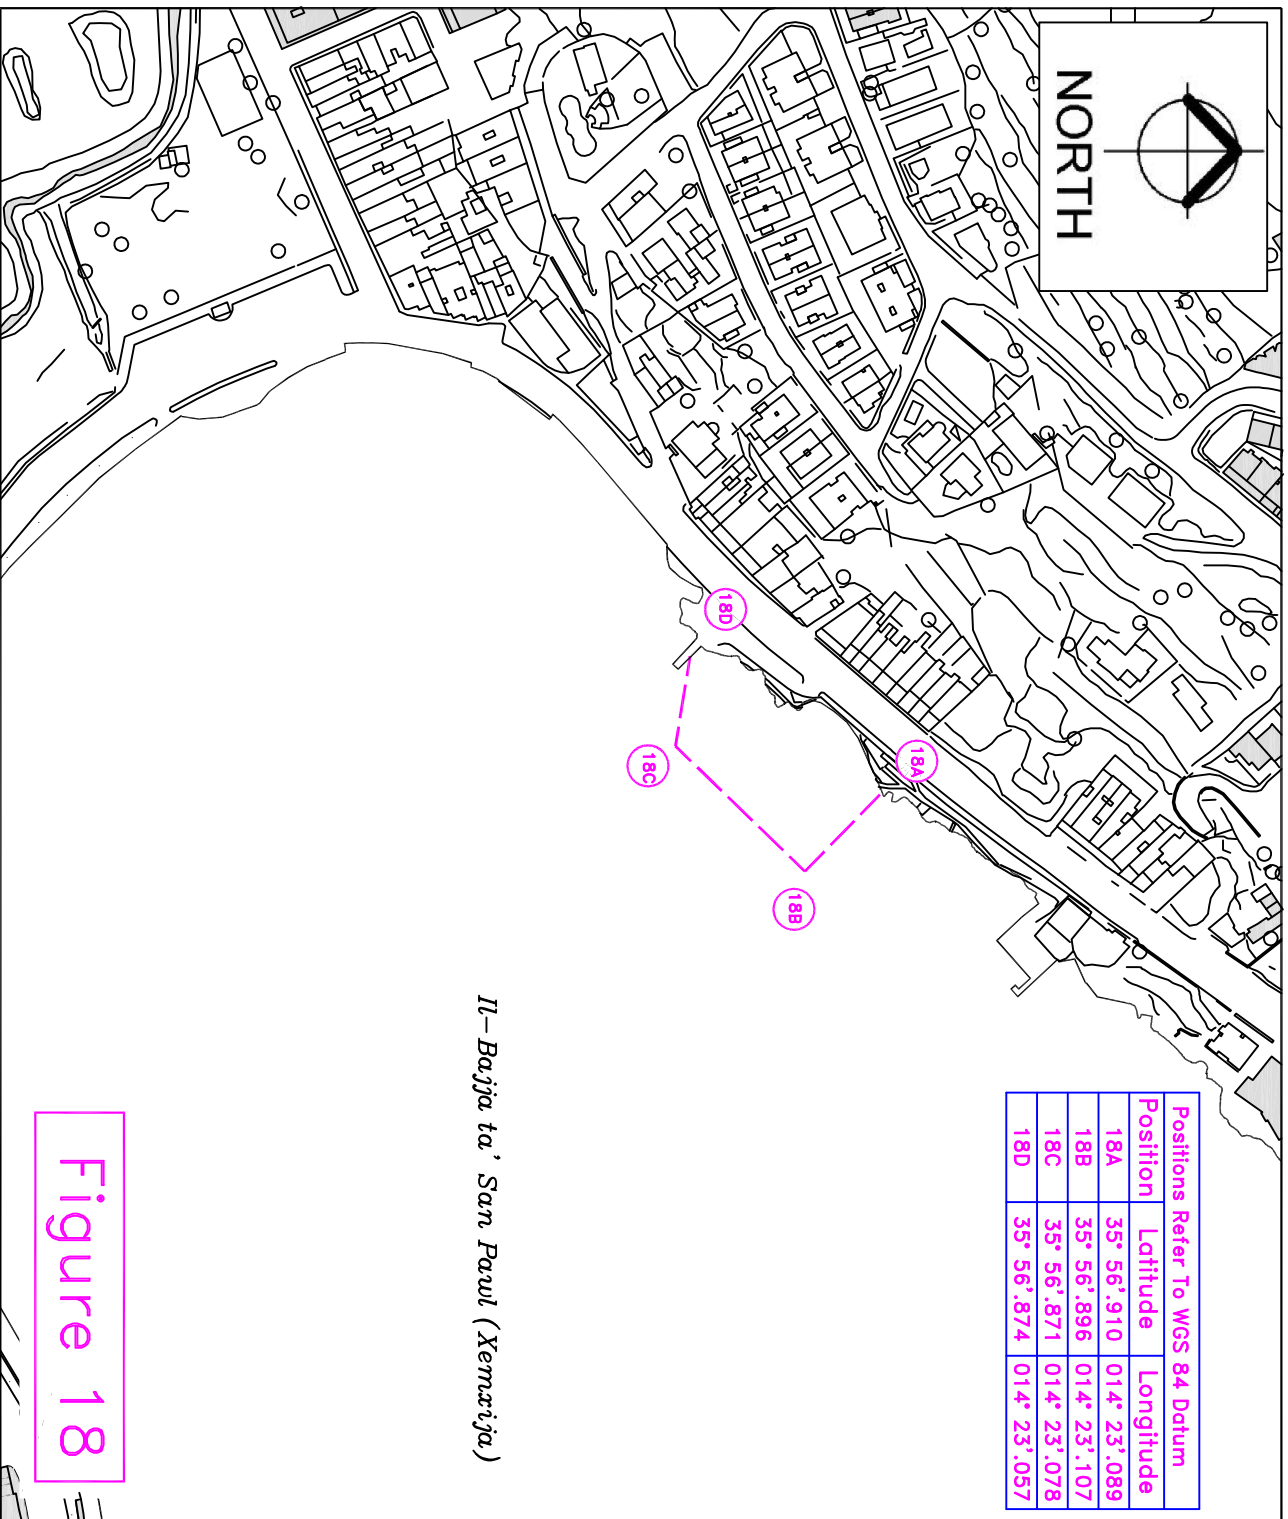 NORTH
18A
18D
18C
18B
Positions Refer To WGS 84 Datum
Position Latitude Longitude
18A 35° 56'.910 014° 23'.089
18B 35° 56'.896 014° 23'.107
18C 35° 56'.871 014° 23'.078
18D 35° 56'.874 014° 23'.057
Il-Bajja ta' San Pawl (Xemxija)
Figure 18